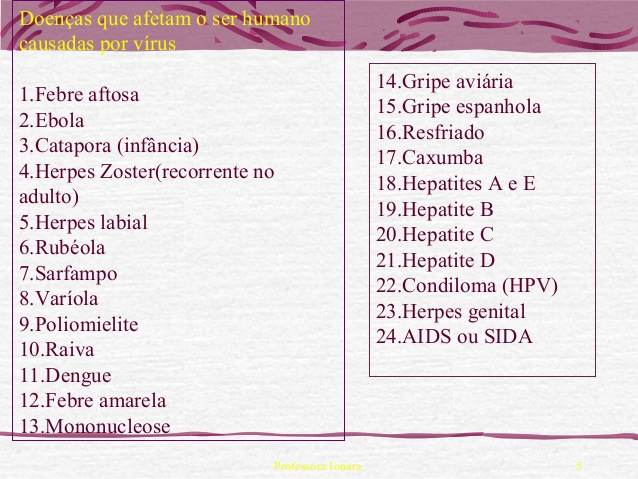 Doenças que afetam o ser humano
causadas por vírus
1.Febre aftosa
2.Ebola
3.Catapora (infância)
4.Herpes Zoster(recorrente no
adulto)
5.Herpes labial
6.Rubéola
7.Sarfampo
8.Varíola
9.Poliomielite
10.Raiva
11.Dengue
12.Febre amarela
13.Mononucleose
14.Gripe aviária
15.Gripe espanhola
16.Resfriado
17.Caxumba
18.Hepatites A e E
19.Hepatite B
20.Hepatite C
21.Hepatite D
22.Condiloma (HPV)
23.Herpes genital
24.AIDS ou SIDA
Professora Ionara
5